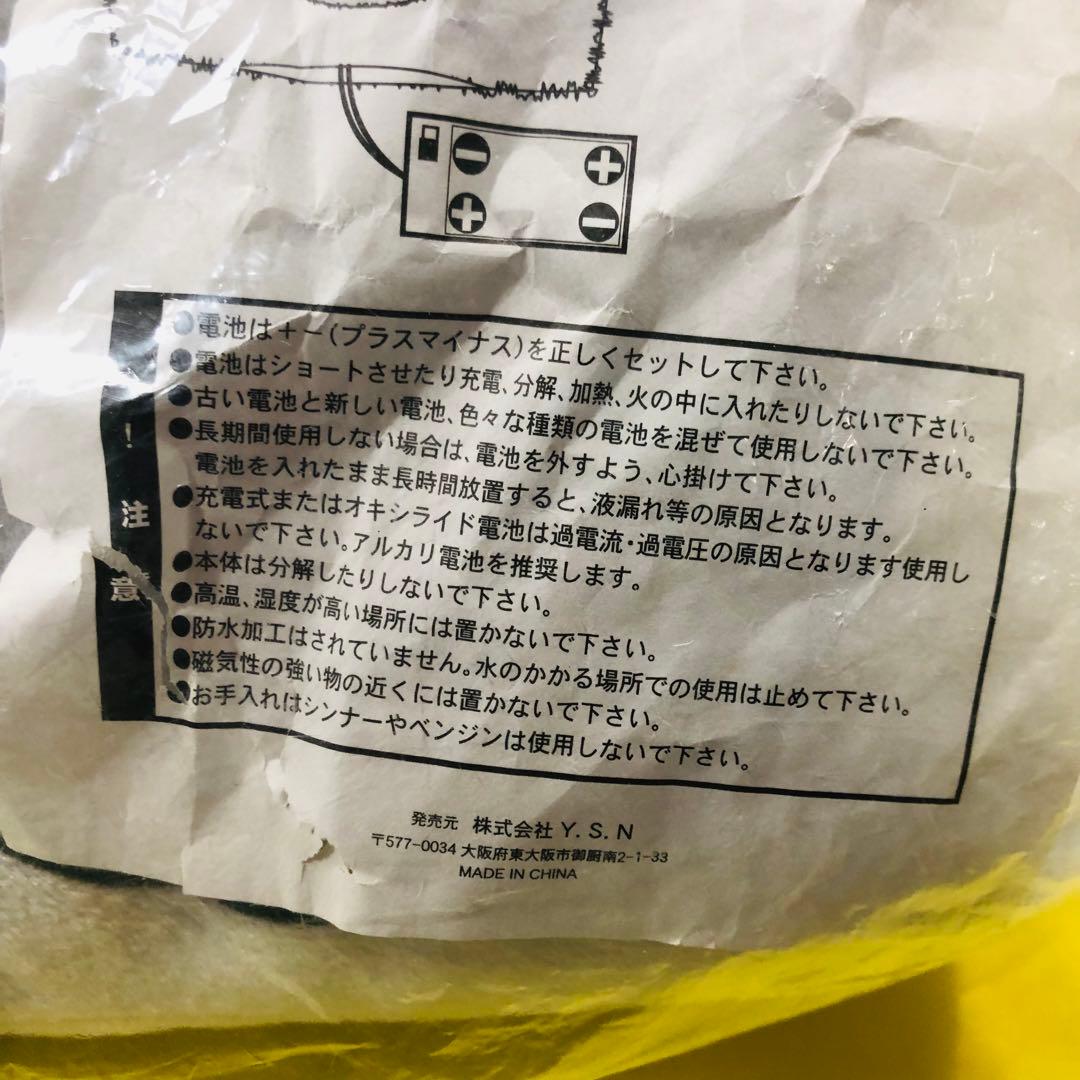 ！注意
●電池は＋－(プラスマイナス)を正しくセットして下さい。
●電池はショートさせたり充電、分解、加熱、火の中に入れたりしないで下さい。
●古い電池と新しい電池、色々な種類の電池を混ぜて使用しないで下さい。
●長期間使用しない場合は、電池を外すよう、心掛けて下さい。
電池を入れたまま長時間放置すると、液漏れ等の原因となります。
●充電式またはオキシライド電池は過電流・過電圧の原因となります使用し
ないで下さい。アルカリ電池を推奨します。
●本体は分解したりしないで下さい。
●高温、湿度が高い場所には置かないで下さい。
●防水加工はされていません。水のかかる場所での使用は止めて下さい。
●磁気性の強い物の近くには置かないで下さい。
●お手入れはシンナーやベンジンは使用しないで下さい。
発売元 株式会社 Y. S. N
〒577-0034 大阪府東大阪市御厨南2-1-33
MADE IN CHINA